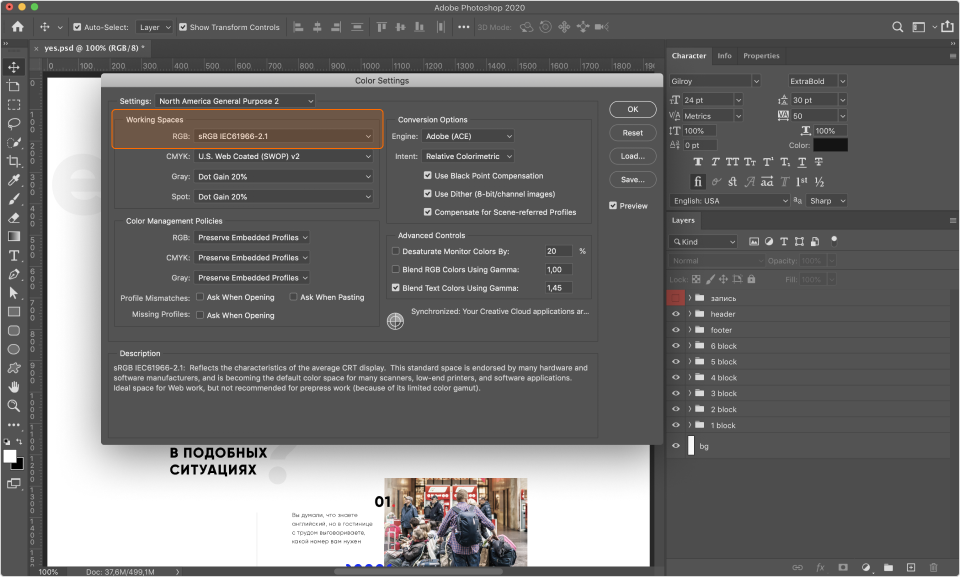 Adobe Photoshop 2020
Auto-Select: Layer Show Transform Controls 3D Mode:
× yes.psd @ 100% (RGB/8) *
0 100 200 300 400 500 600 700 800 900 1000 1100 1200 1300 1400 1500 1600 1700 1800
Color Settings
Settings: North America General Purpose 2
Working Spaces
RGB: sRGB IEC61966-2.1
CMYK: U.S. Web Coated (SWOP) v2
Gray: Dot Gain 20%
Spot: Dot Gain 20%
Color Management Policies
RGB: Preserve Embedded Profiles
CMYK: Preserve Embedded Profiles
Gray: Preserve Embedded Profiles
Profile Mismatches: Ask When Opening Ask When Pasting
Missing Profiles: Ask When Opening
Conversion Options
Engine: Adobe (ACE)
Intent: Relative Colorimetric
Use Black Point Compensation
Use Dither (8-bit/channel images)
Compensate for Scene-referred Profiles
Advanced Controls
Desaturate Monitor Colors By: 20 %
Blend RGB Colors Using Gamma: 1,00
Blend Text Colors Using Gamma: 1,45
Synchronized: Your Creative Cloud applications ar...
OK
Reset
Load...
Save...
Preview
Description
sRGB IEC61966-2.1: Reflects the characteristics of the average CRT display. This standard space is endorsed by many hardware and
software manufacturers, and is becoming the default color space for many scanners, low-end printers, and software applications.
Ideal space for Web work, but not recommended for prepress work (because of its limited color gamut).
В ПОДОБНЫХ
СИТУАЦИЯХ
?
01
Вы думали, что знаете
английский, но в гостинице
с трудом выговариваете,
какой номер вам нужен
100% Doc: 37,6M/499,1M
Character Info Properties
Gilroy ExtraBold
24 pt 30 pt
Metrics 50
100% 100%
0 pt Color:
English: USA Sharp
Layers
Kind
Normal Opacity: 100%
Lock: Fill: 100%
запись
header
footer
6 block
5 block
4 block
3 block
2 block
1 block
bg